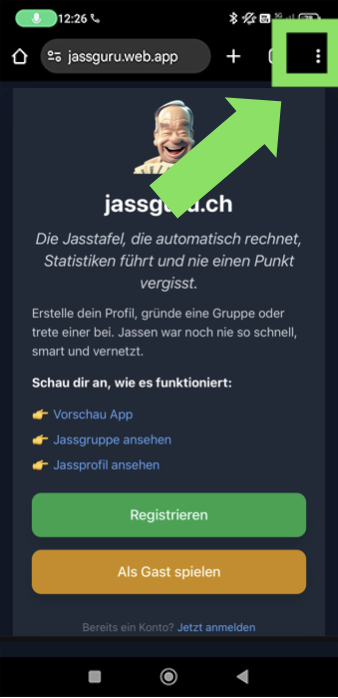 12:26
jassguru.web.app
jassgu
.ch
Die Jasstafel, die automatisch rechnet,
Statistiken führt und nie einen Punkt
vergisst.
Erstelle dein Profil, gründe eine Gruppe oder
trete einer bei. Jassen war noch nie so schnell,
smart und vernetzt.
Schau dir an, wie es funktioniert:
👉 Vorschau App
👉 Jassgruppe ansehen
👉 Jassprofil ansehen
Registrieren
Als Gast spielen
Bereits ein Konto? Jetzt anmelden